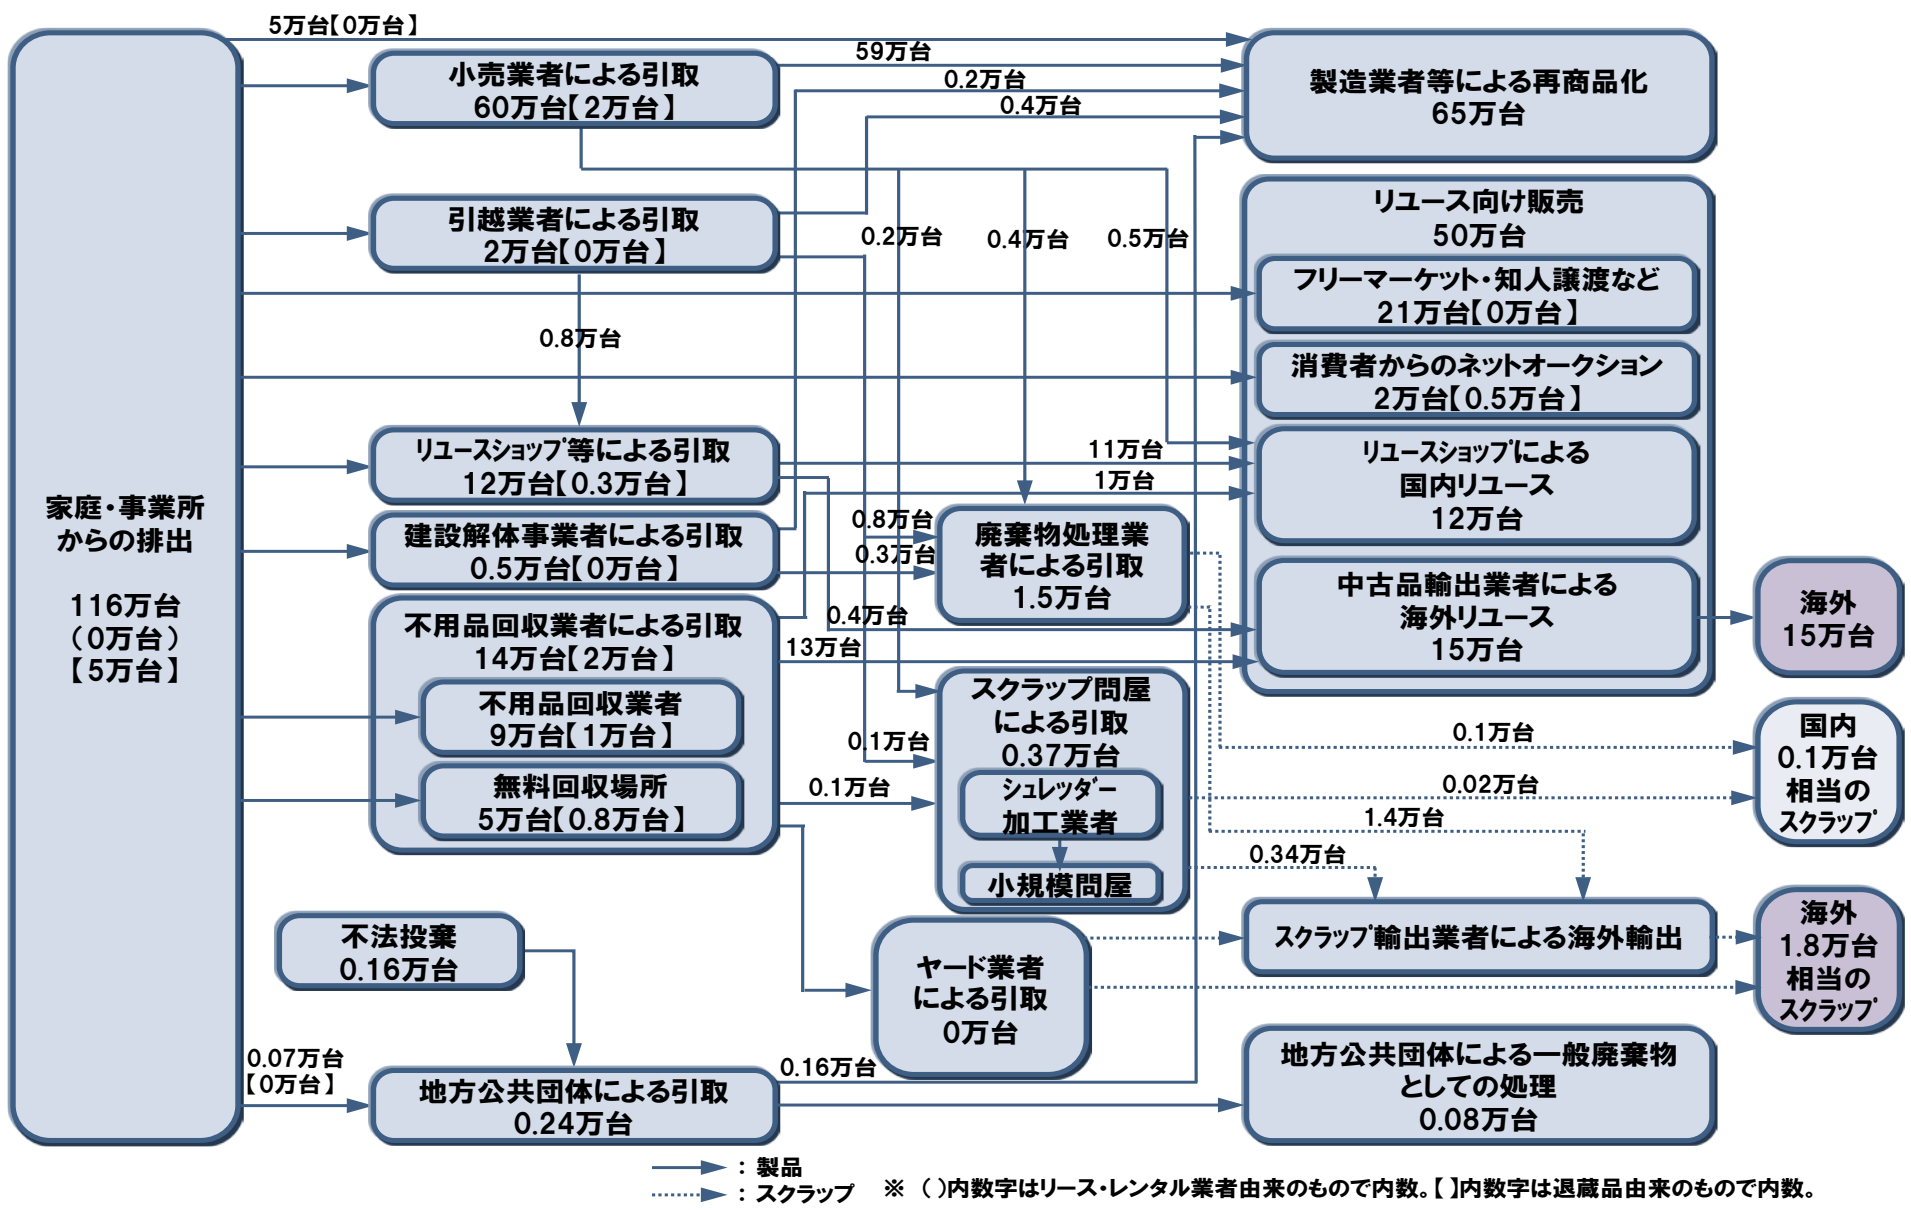 家庭・事業所
からの排出
116万台
(0万台)
【5万台】
5万台【0万台】
小売業者による引取
60万台【2万台】
59万台
0.2万台
0.4万台
製造業者等による再商品化
65万台
引越業者による引取
2万台【0万台】
0.2万台
0.4万台
0.5万台
0.8万台
リユース向け販売
50万台
フリーマーケット・知人譲渡など
21万台【0万台】
消費者からのネットオークション
2万台【0.5万台】
リユースショップによる
国内リユース
12万台
中古品輸出業者による
海外リユース
15万台
海外
15万台
リユースショップ等による引取
12万台【0.3万台】
11万台
1万台
建設解体事業者による引取
0.5万台【0万台】
0.8万台
0.3万台
廃棄物処理業
者による引取
1.5万台
不用品回収業者による引取
14万台【2万台】
0.4万台
13万台
不用品回収業者
9万台【1万台】
無料回収場所
5万台【0.8万台】
0.1万台
0.1万台
スクラップ問屋
による引取
0.37万台
シュレッダー
加工業者
小規模問屋
0.1万台
0.02万台
1.4万台
0.34万台
国内
0.1万台
相当の
スクラップ
不法投棄
0.16万台
ヤード業者
による引取
0万台
スクラップ輸出業者による海外輸出
海外
1.8万台
相当の
スクラップ
0.07万台
【0万台】
地方公共団体による引取
0.24万台
0.16万台
地方公共団体による一般廃棄物
としての処理
0.08万台
:製品
:スクラップ
※ ( )内数字はリース・レンタル業者由来のもので内数。【 】内数字は退蔵品由来のもので内数。